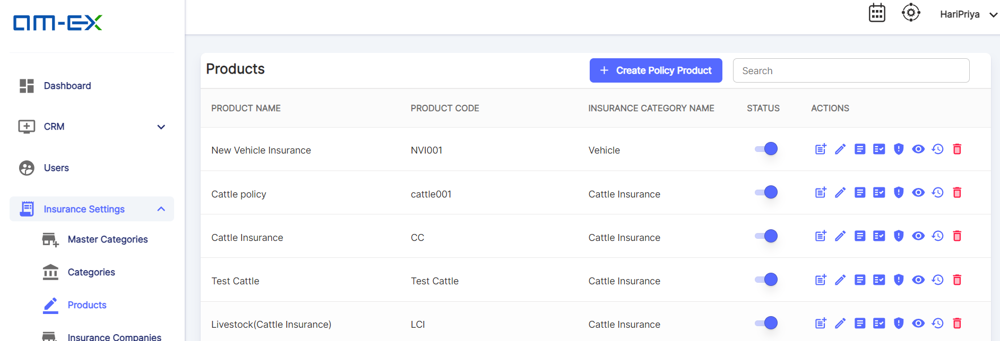 am-ex
HariPriya
Dashboard
CRM
Users
Insurance Settings
Master Categories
Categories
Products
Insurance Companies
Products
+ Create Policy Product
Search
PRODUCT NAME PRODUCT CODE INSURANCE CATEGORY NAME STATUS ACTIONS
New Vehicle Insurance NVI001 Vehicle
Cattle policy cattle001 Cattle Insurance
Cattle Insurance CC Cattle Insurance
Test Cattle Test Cattle Cattle Insurance
Livestock(Cattle Insurance) LCI Cattle Insurance